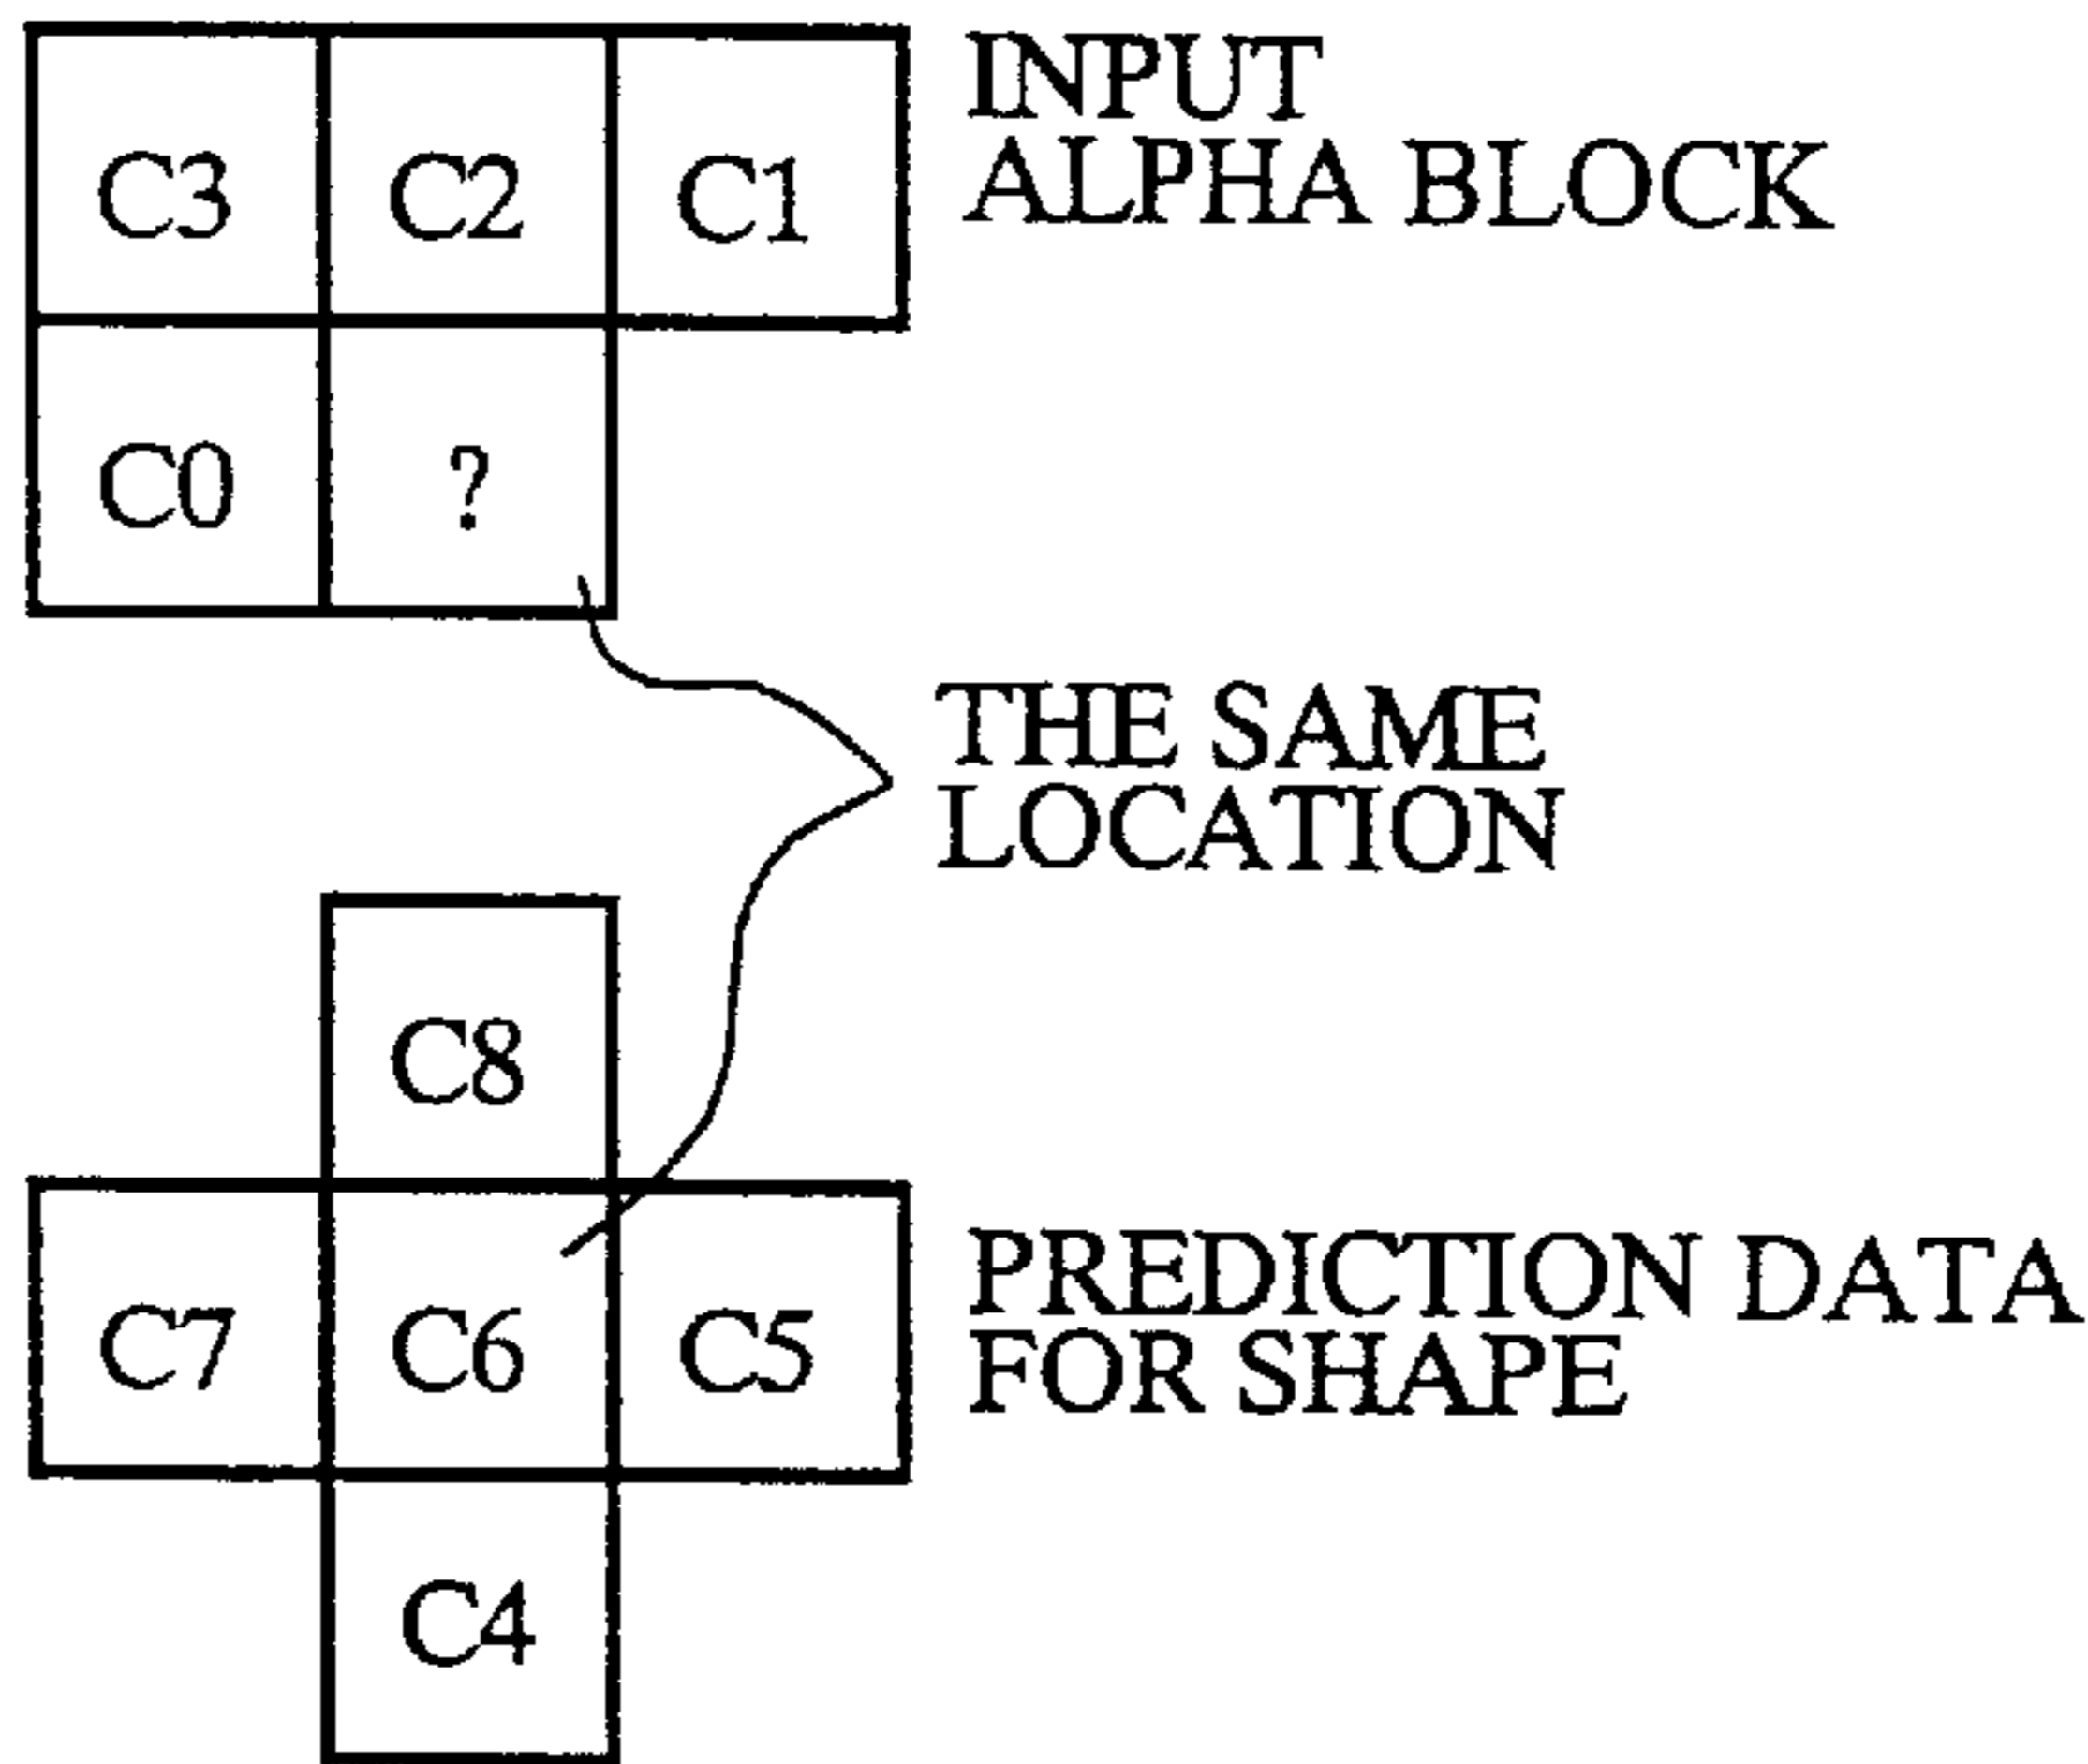 C3 C2 C1
INPUT
ALPHA BLOCK
C0 ?
THE SAME
LOCATION
C8
C7 C6 C5
PREDICTION DATA
FOR SHAPE
C4